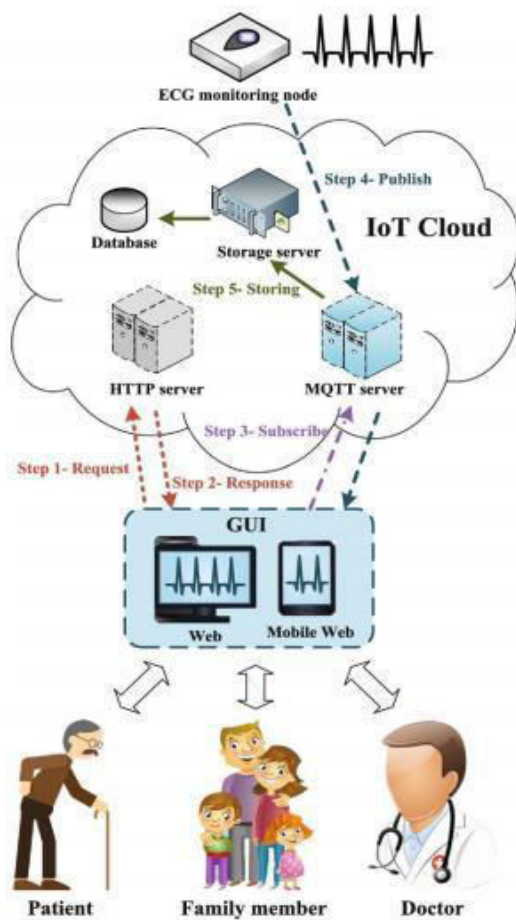 ECG monitoring node
Step 4- Publish
IoT Cloud
Database
Storage server
Step 5- Storing
HTTP server
MQTT server
Step 3- Subscribe
Step 1- Request
Step 2- Response
GUI
Web
Mobile Web
Patient
Family member
Doctor